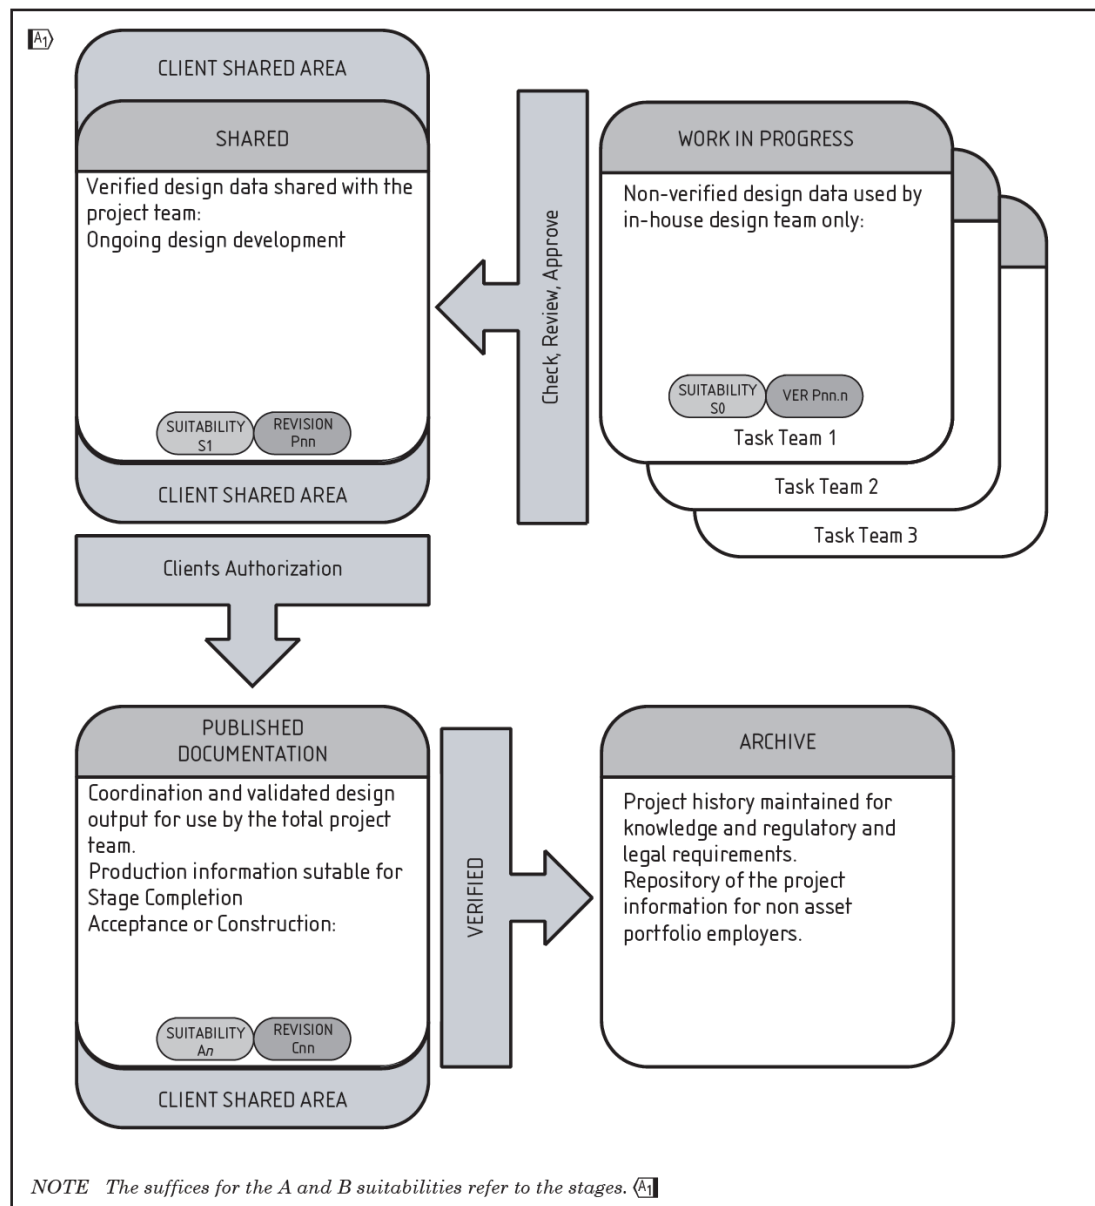 A1
CLIENT SHARED AREA
SHARED
Verified design data shared with the
project team:
Ongoing design development
SUITABILITY
S1
REVISION
Pnn
CLIENT SHARED AREA
Check, Review, Approve
WORK IN PROGRESS
Non-verified design data used by
in-house design team only:
SUITABILITY
S0
VER Pnn.n
Task Team 1
Task Team 2
Task Team 3
Clients Authorization
PUBLISHED
DOCUMENTATION
Coordination and validated design
output for use by the total project
team.
Production information sutable for
Stage Completion
Acceptance or Construction:
SUITABILITY
An
REVISION
Cnn
CLIENT SHARED AREA
VERIFIED
ARCHIVE
Project history maintained for
knowledge and regulatory and
legal requirements.
Repository of the project
information for non asset
portfolio employers.
NOTE The suffices for the A and B suitabilities refer to the stages. A1